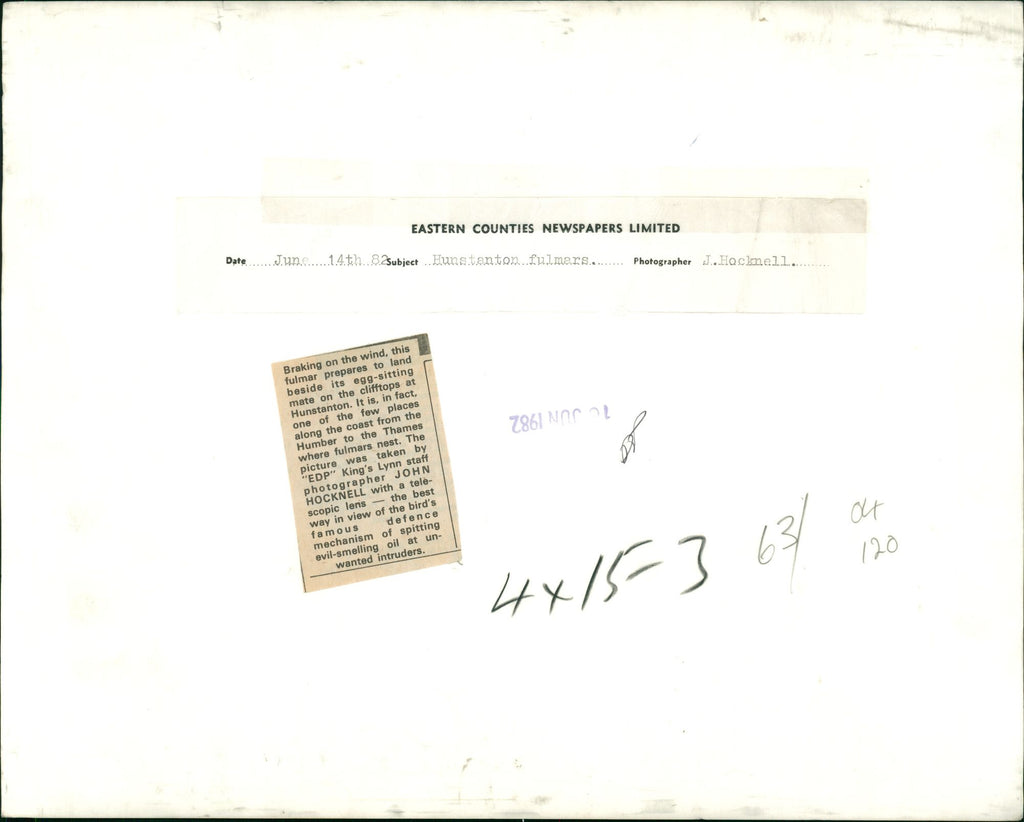 EASTERN COUNTIES NEWSPAPERS LIMITED
Date June 14th 82 Subject Hunstanton fulmars. Photographer J.Hocknell.
Braking on the wind, this
fulmar prepares to land
beside its egg-sitting
mate on the clifftops at
Hunstanton. It is, in fact,
one of the few places
along the coast from the
Humber to the Thames
where fulmars nest. The
picture was taken by
"EDP" King's Lynn staff
photographer JOHN
HOCKNELL with a tele-
scopic lens — the best
way in view of the bird's
famous defence
mechanism of spitting
evil-smelling oil at un-
wanted intruders.
JUN 1982
4x15-3
63/
120